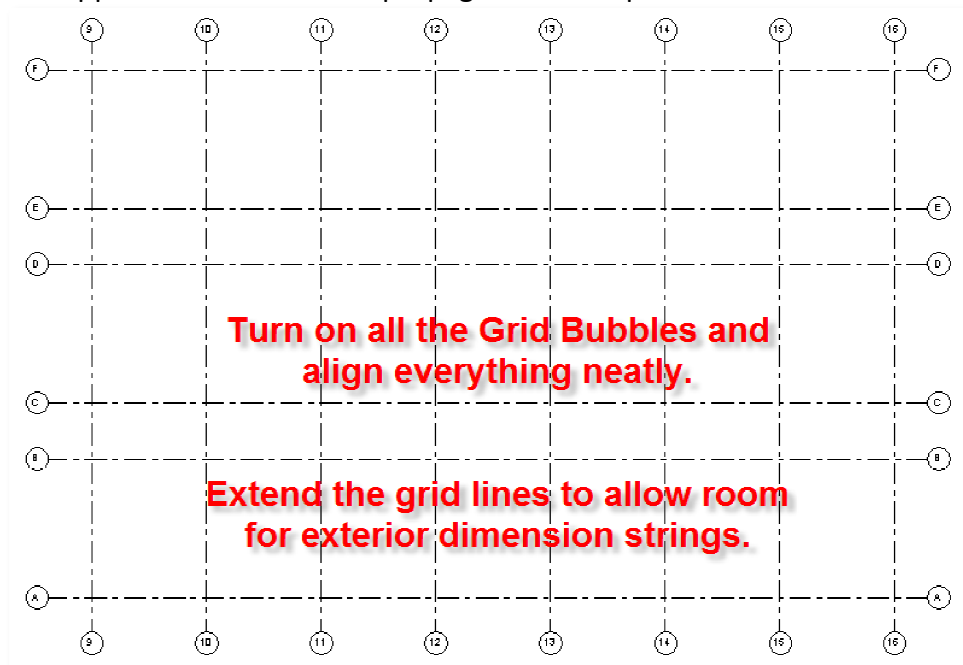 9 10 11 12 13 14 15 16
F F
E E
D D
Turn on all the Grid Bubbles and
align everything neatly.
C C
B B
Extend the grid lines to allow room
for exterior dimension strings.
A A
9 10 11 12 13 14 15 16